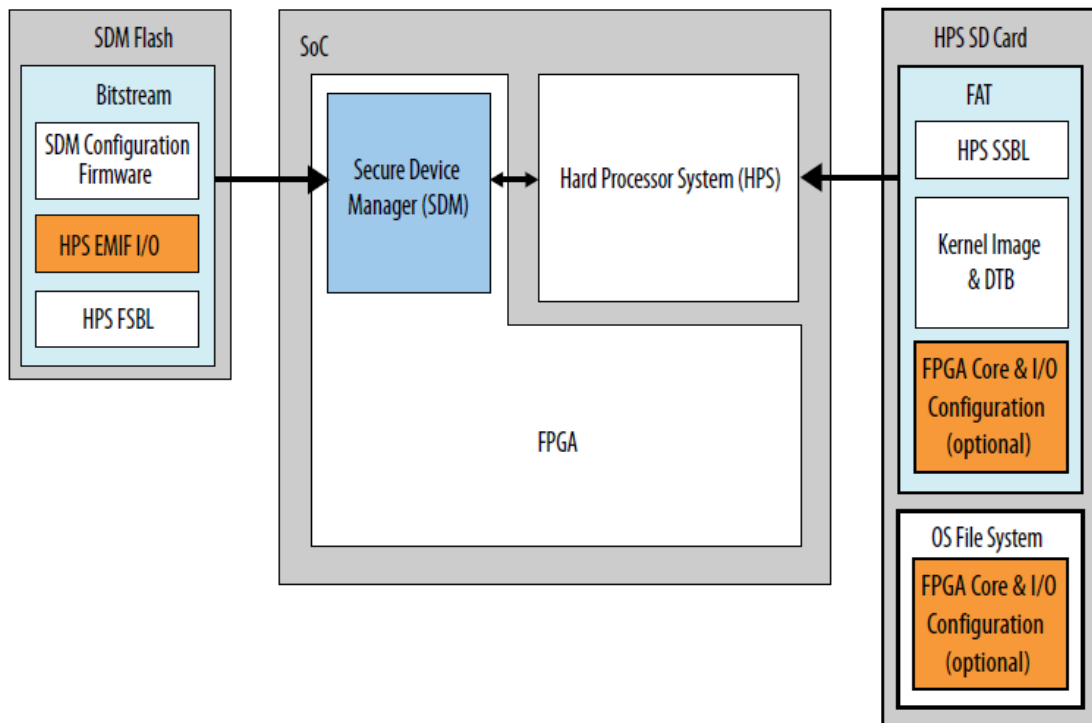 SDM Flash
Bitstream
SDM Configuration
Firmware
HPS EMIF I/O
HPS FSBL
SoC
Secure Device
Manager (SDM)
Hard Processor System (HPS)
FPGA
HPS SD Card
FAT
HPS SSBL
Kernel Image
& DTB
FPGA Core & I/O
Configuration
(optional)
OS File System
FPGA Core & I/O
Configuration
(optional)